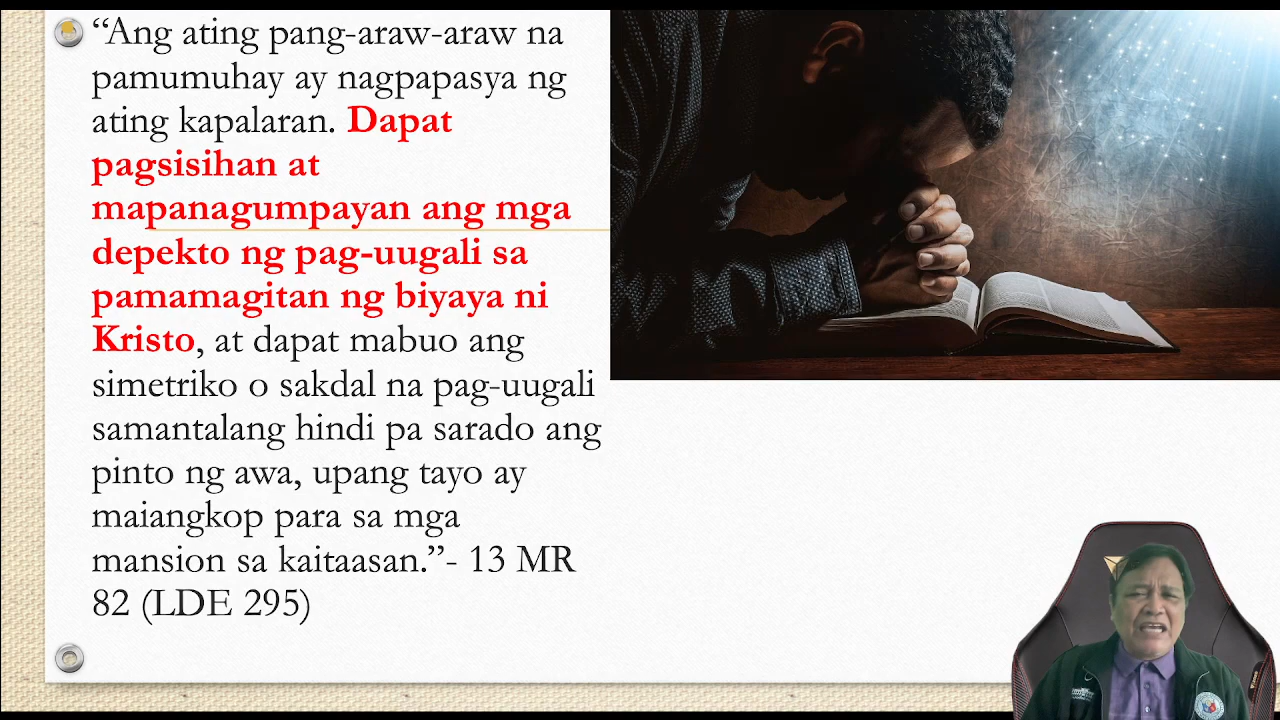 “Ang ating pang-araw-araw na
pamumuhay ay nagpapasya ng
ating kapalaran. Dapat
pagsisihan at
mapanagumpayan ang mga
depekto ng pag-uugali sa
pamamagitan ng biyaya ni
Kristo, at dapat mabuo ang
simetriko o sakdal na pag-uugali
samantalang hindi pa sarado ang
pinto ng awa, upang tayo ay
maiangkop para sa mga
mansion sa kaitaasan.”- 13 MR
82 (LDE 295)